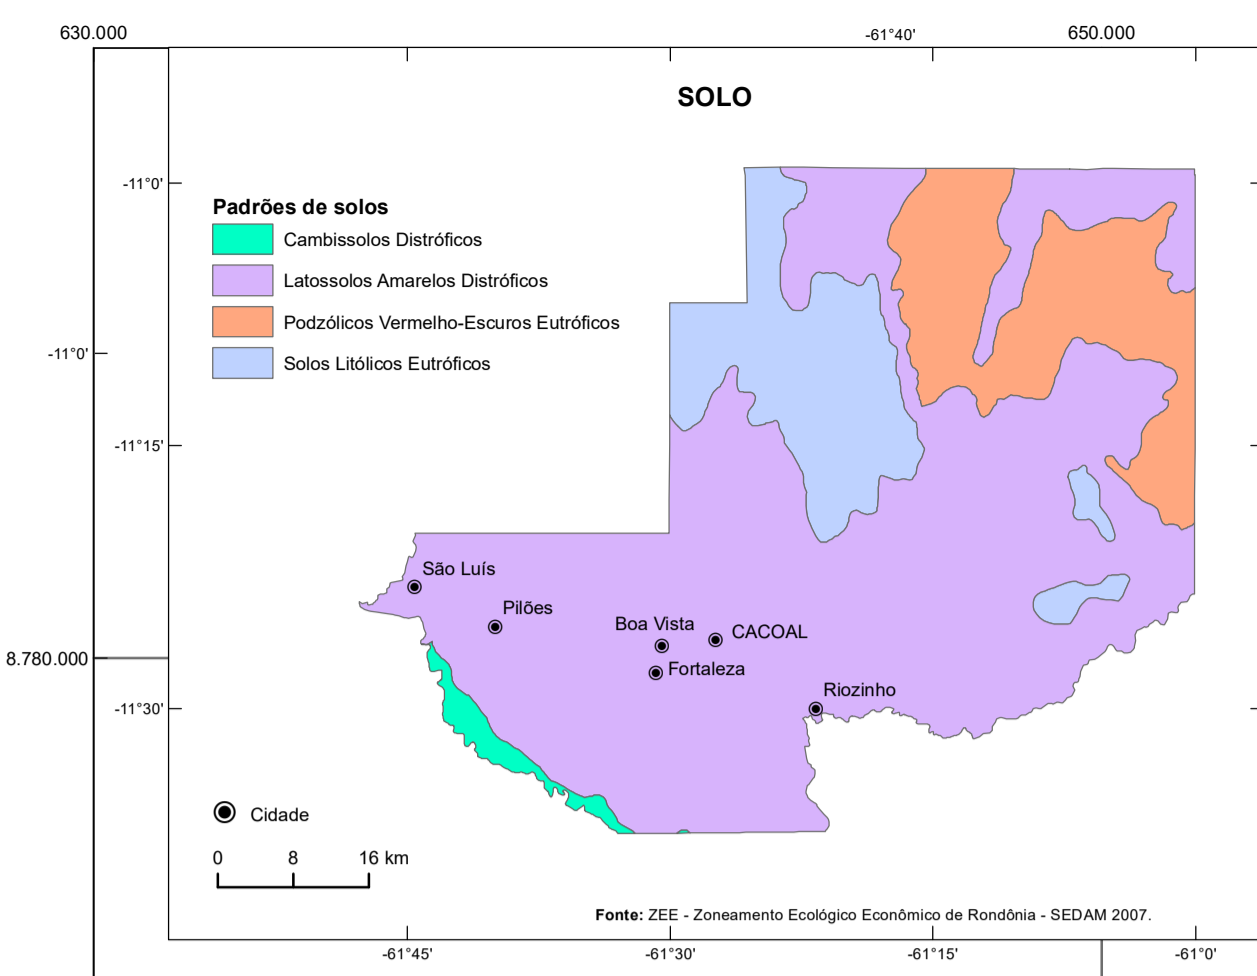 630.000
-61°40'
650.000
SOLO
-11°0'
Padrões de solos
Cambissolos Distróficos
Latossolos Amarelos Distróficos
Podzólicos Vermelho-Escuros Eutróficos
-11°0'
Solos Litólicos Eutróficos
-11°15'
São Luís
Pilões
Boa Vista
CACOAL
8.780.000
Fortaleza
Riozinho
-11°30'
Cidade
0 8 16 km
Fonte: ZEE - Zoneamento Ecológico Econômico de Rondônia - SEDAM 2007.
-61°45' -61°30' -61°15' -61°0'